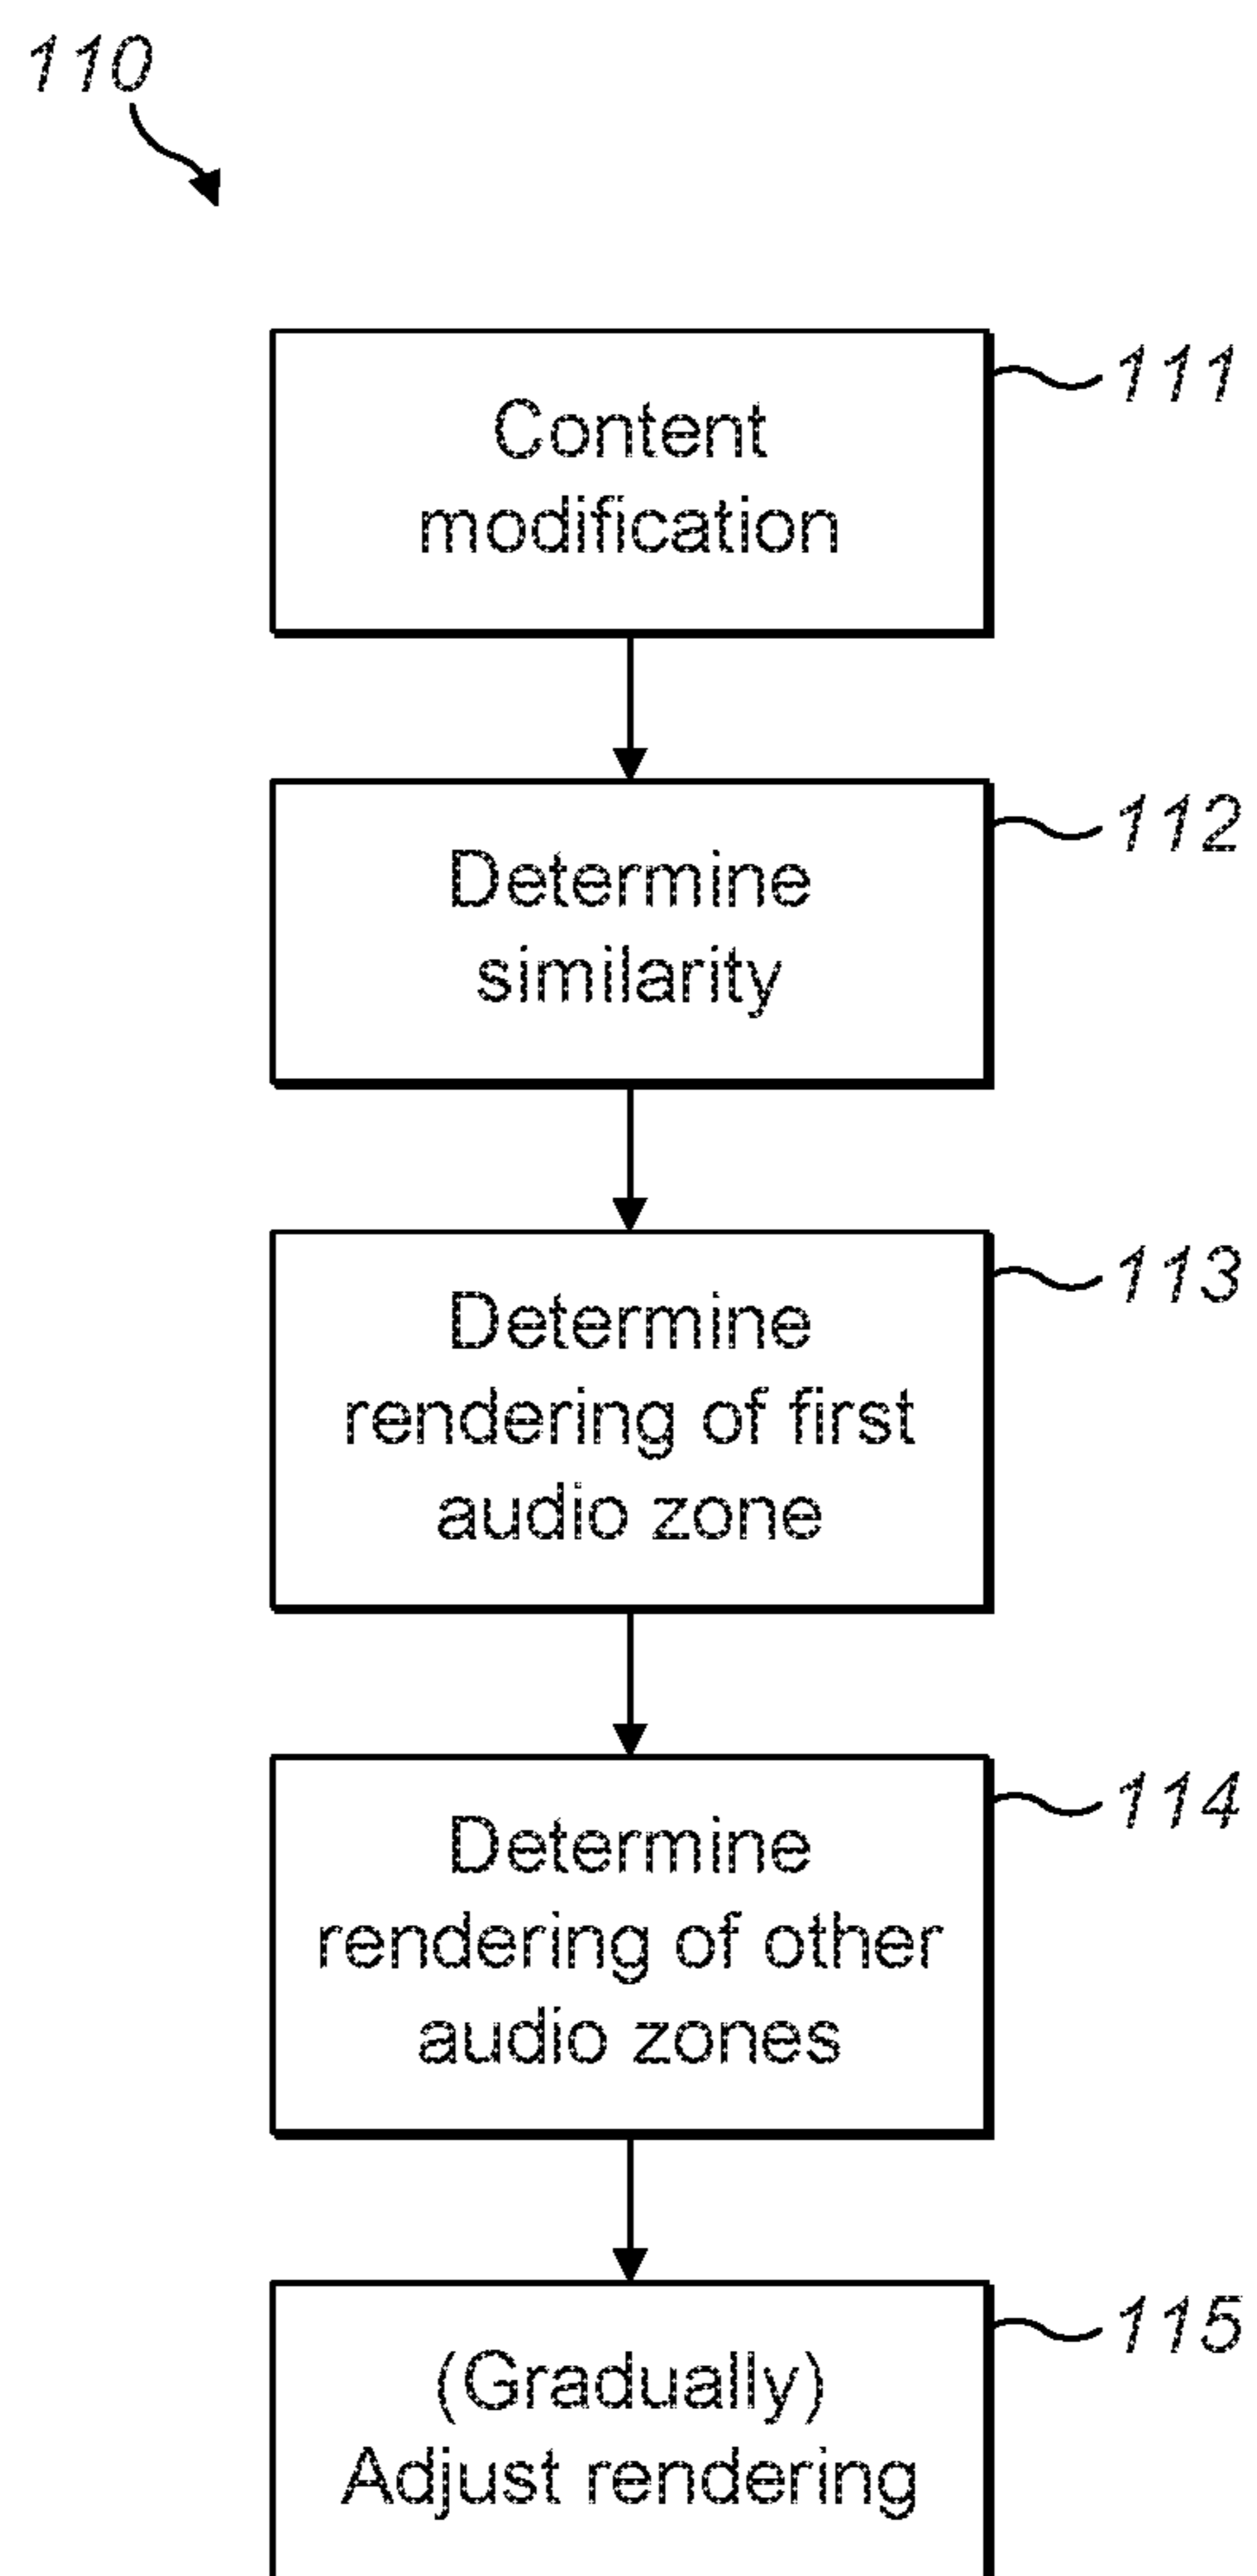 110
Content
modification
111
Determine
similarity
112
Determine
rendering of first
audio zone
113
Determine
rendering of other
audio zones
114
(Gradually)
Adjust rendering
115